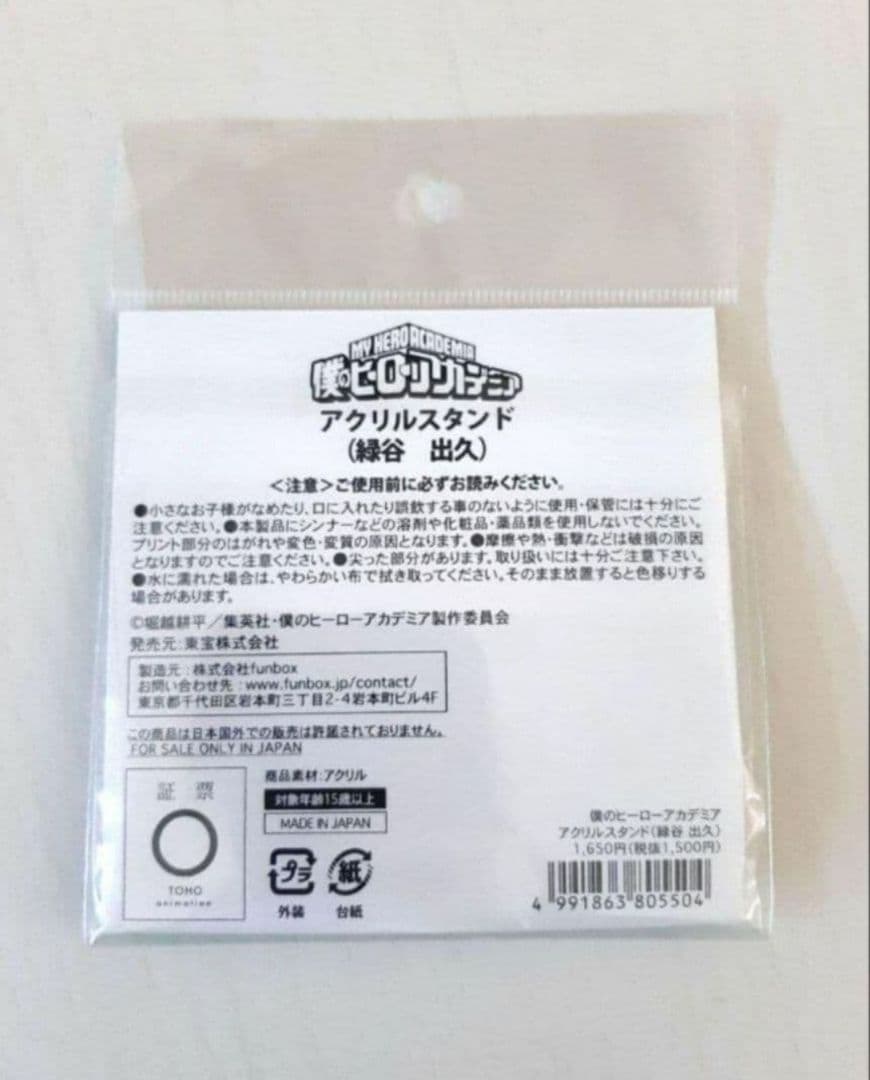 MY HERO ACADEMIA
僕のヒーローアカデミア
アクリルスタンド
(緑谷 出久)
<注意>ご使用前に必ずお読みください。
●小さなお子様がなめたり、口に入れたり誤飲する事のないように使用・保管には十分にご
注意ください。●本製品にシンナーなどの溶剤や化粧品・薬品類を使用しないでください。
プリント部分のはがれや変色・変質の原因となります。●摩擦や熱・衝撃などは破損の原因
となりますのでご注意ください。●尖った部分があります。取り扱いには十分ご注意下さい。
●水に濡れた場合は、やわらかい布で拭き取ってください。そのまま放置すると色移りする
場合があります。
©堀越耕平／集英社・僕のヒーローアカデミア製作委員会
発売元:東宝株式会社
製造元：株式会社funbox
お問い合わせ先：www.funbox.jp/contact/
東京都千代田区岩本町三丁目2-4岩本町ビル4F
この商品は日本国外での販売は許諾されておりません。
FOR SALE ONLY IN JAPAN
証 票
TOHO
animation
商品素材:アクリル
対象年齢15歳以上
MADE IN JAPAN
プラ
外装
紙
台紙
僕のヒーローアカデミア
アクリルスタンド(緑谷 出久)
1,650円(税抜1,500円)
4 991863 805504